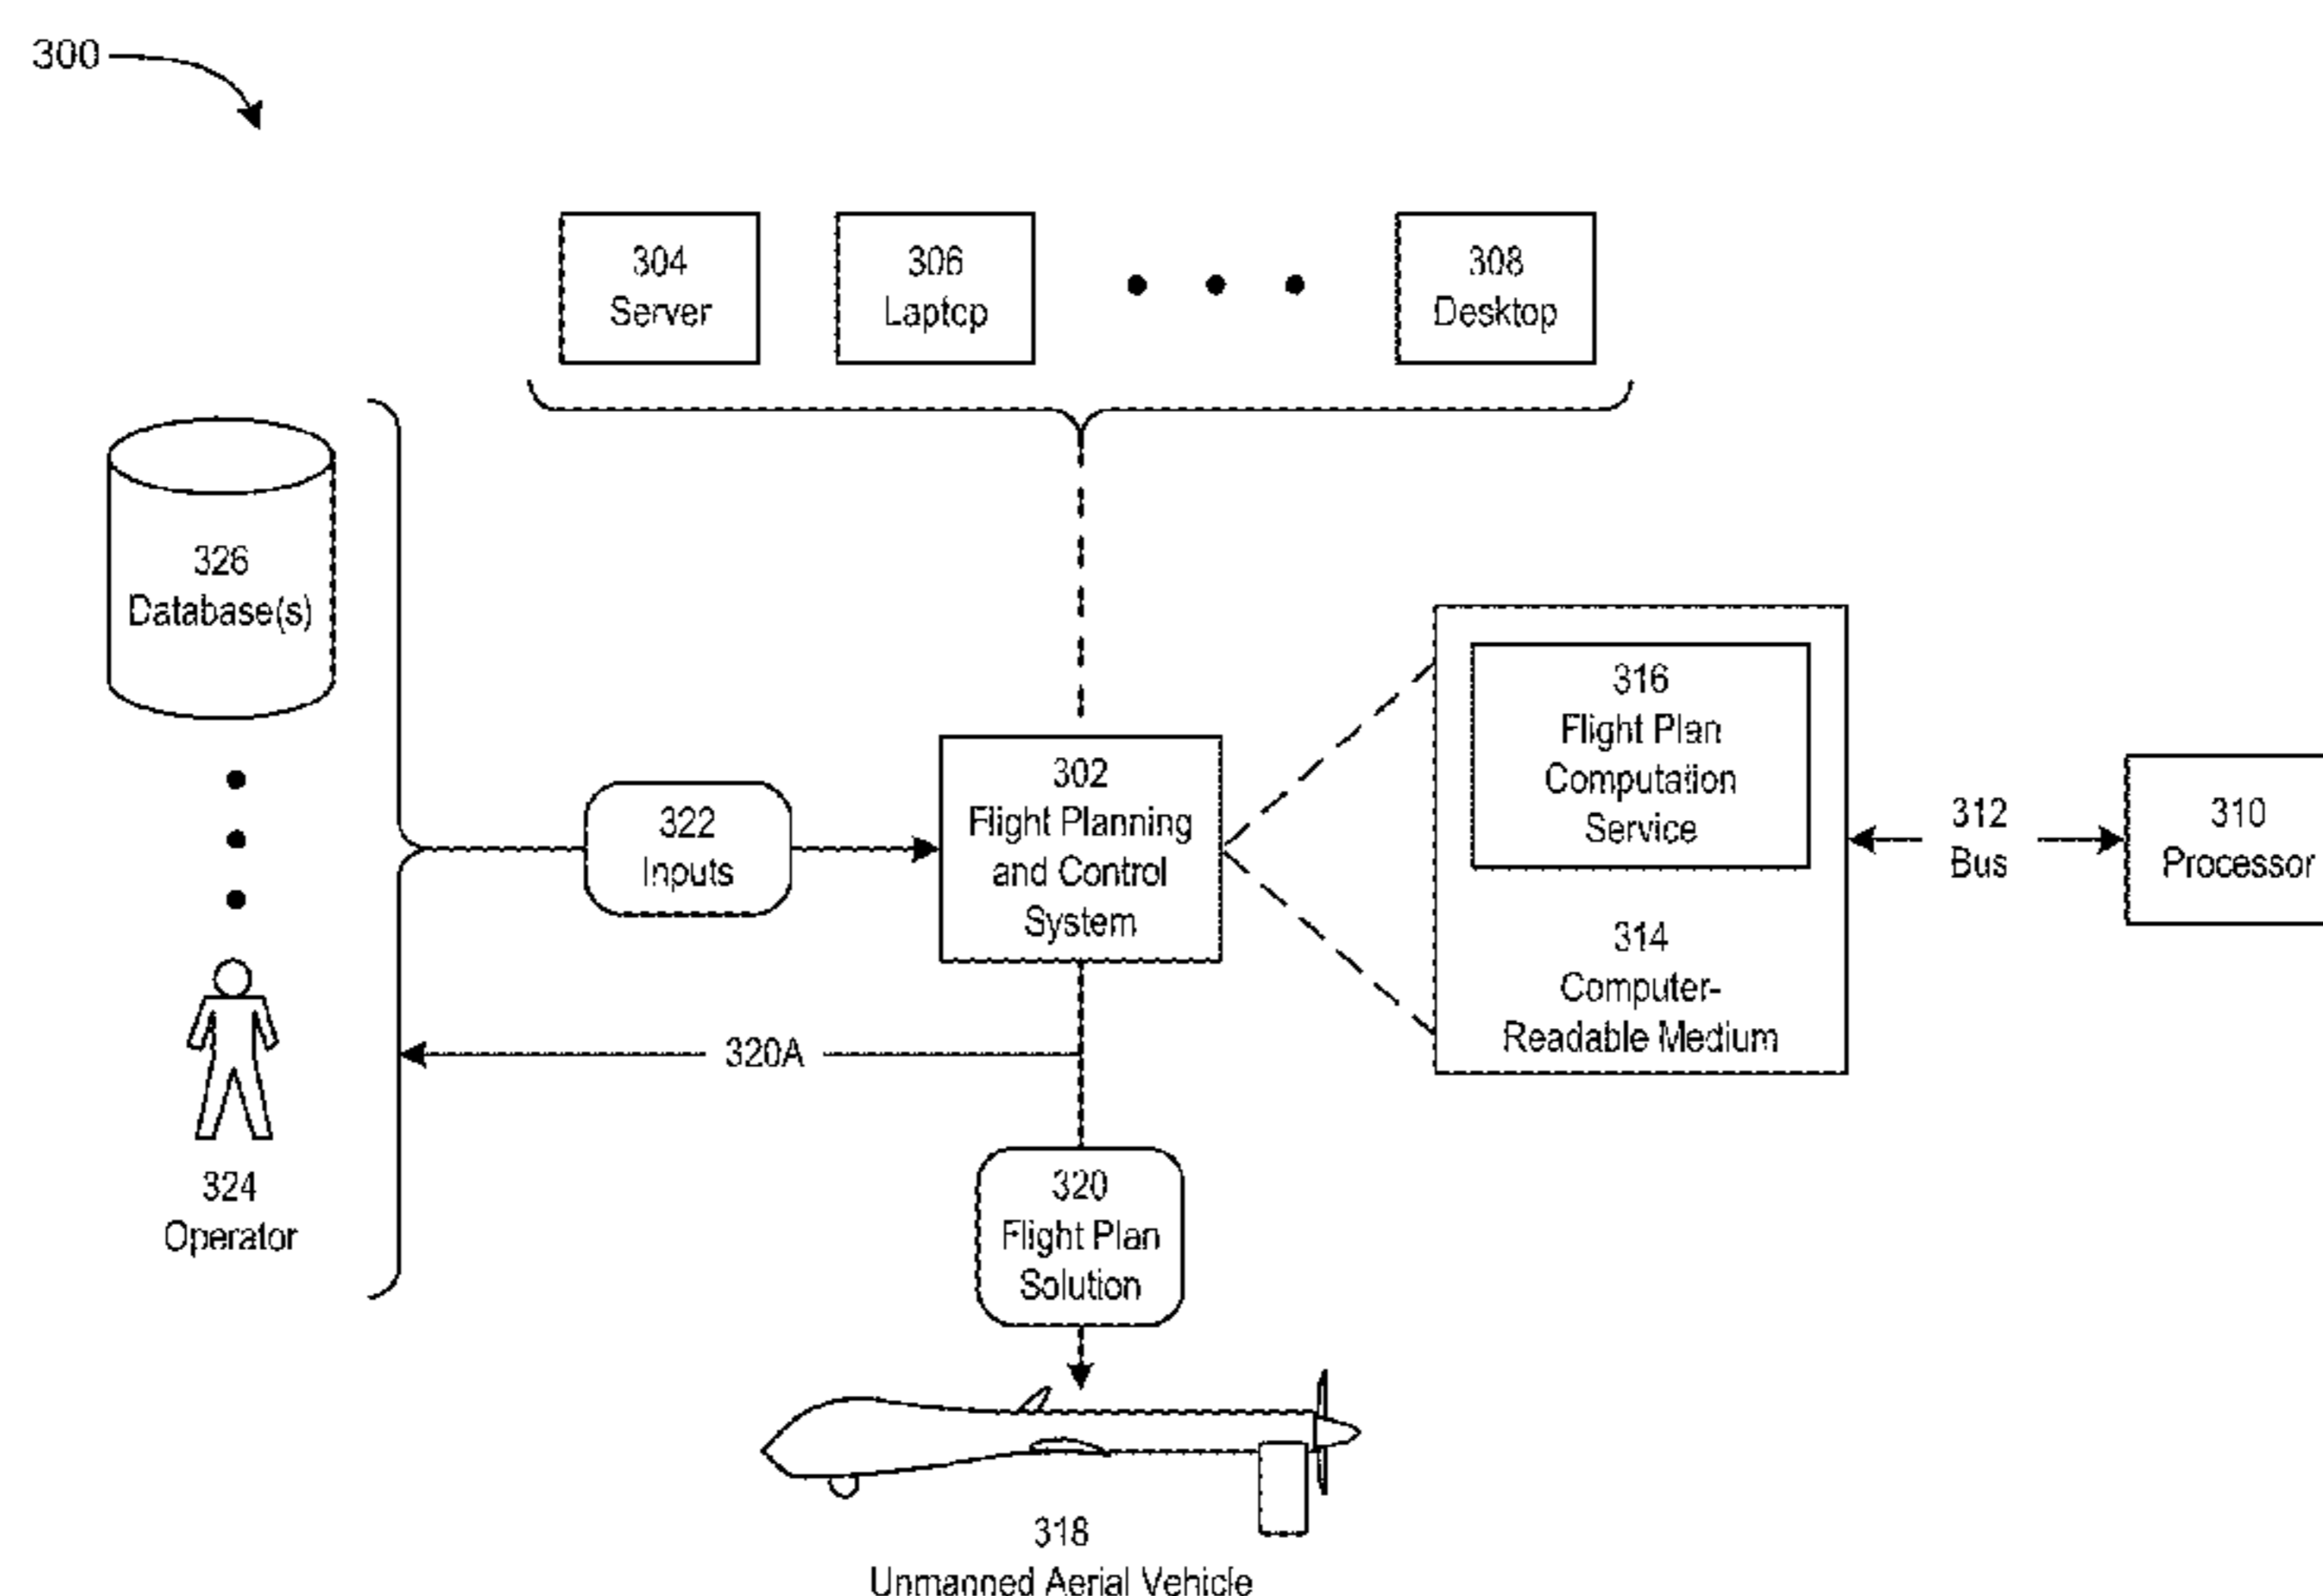 300
304
Server
306
Laptop
308
Desktop
326
Database(s)
322
Inputs
302
Flight Planning
and Control
System
316
Flight Plan
Computation
Service
314
Computer-
Readable Medium
312
Bus
310
Processor
320A
324
Operator
320
Flight Plan
Solution
318
Unmanned Aerial Vehicle